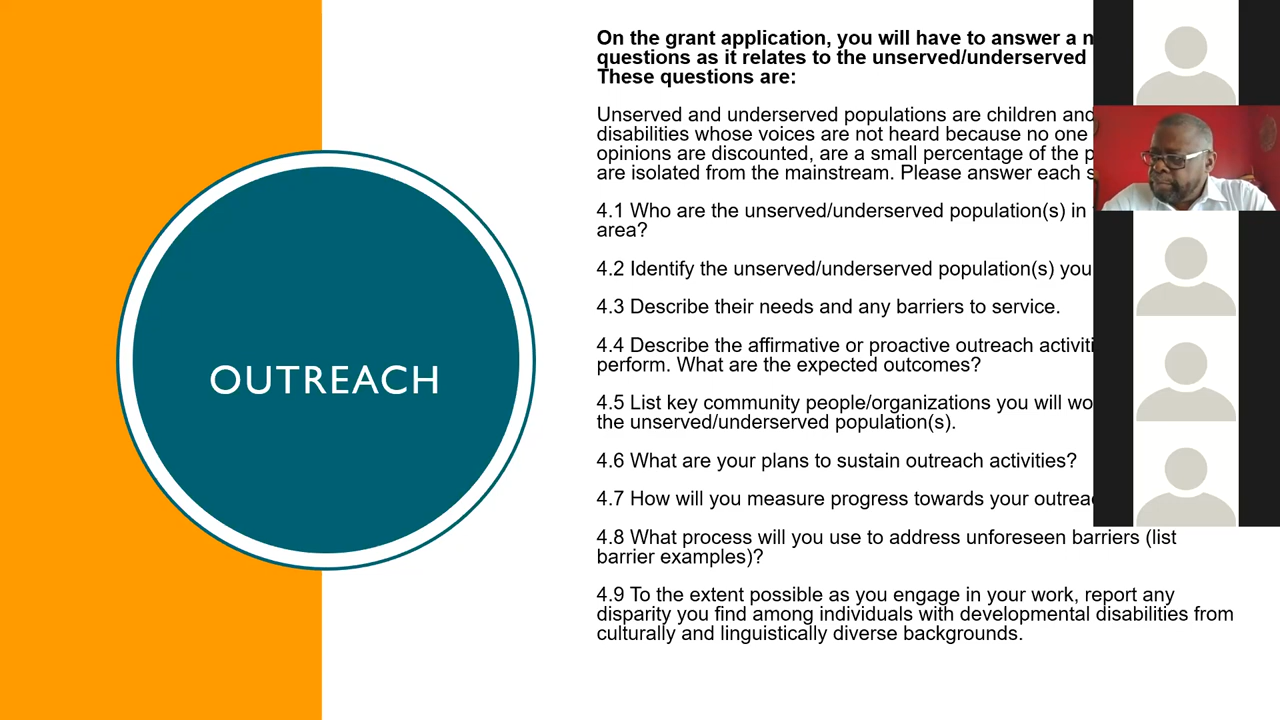 OUTREACH
On the grant application, you will have to answer a
questions as it relates to the unserved/underserved
These questions are:
Unserved and underserved populations are children and
disabilities whose voices are not heard because no one
opinions are discounted, are a small percentage of the
are isolated from the mainstream. Please answer each
4.1 Who are the unserved/underserved population(s) in
area?
4.2 Identify the unserved/underserved population(s) you
4.3 Describe their needs and any barriers to service.
4.4 Describe the affirmative or proactive outreach
perform. What are the expected outcomes?
4.5 List key community people/organizations you will
the unserved/underserved population(s).
4.6 What are your plans to sustain outreach activities?
4.7 How will you measure progress towards your
4.8 What process will you use to address unforeseen barriers (list
barrier examples)?
4.9 To the extent possible as you engage in your work, report any
disparity you find among individuals with developmental disabilities from
culturally and linguistically diverse backgrounds.